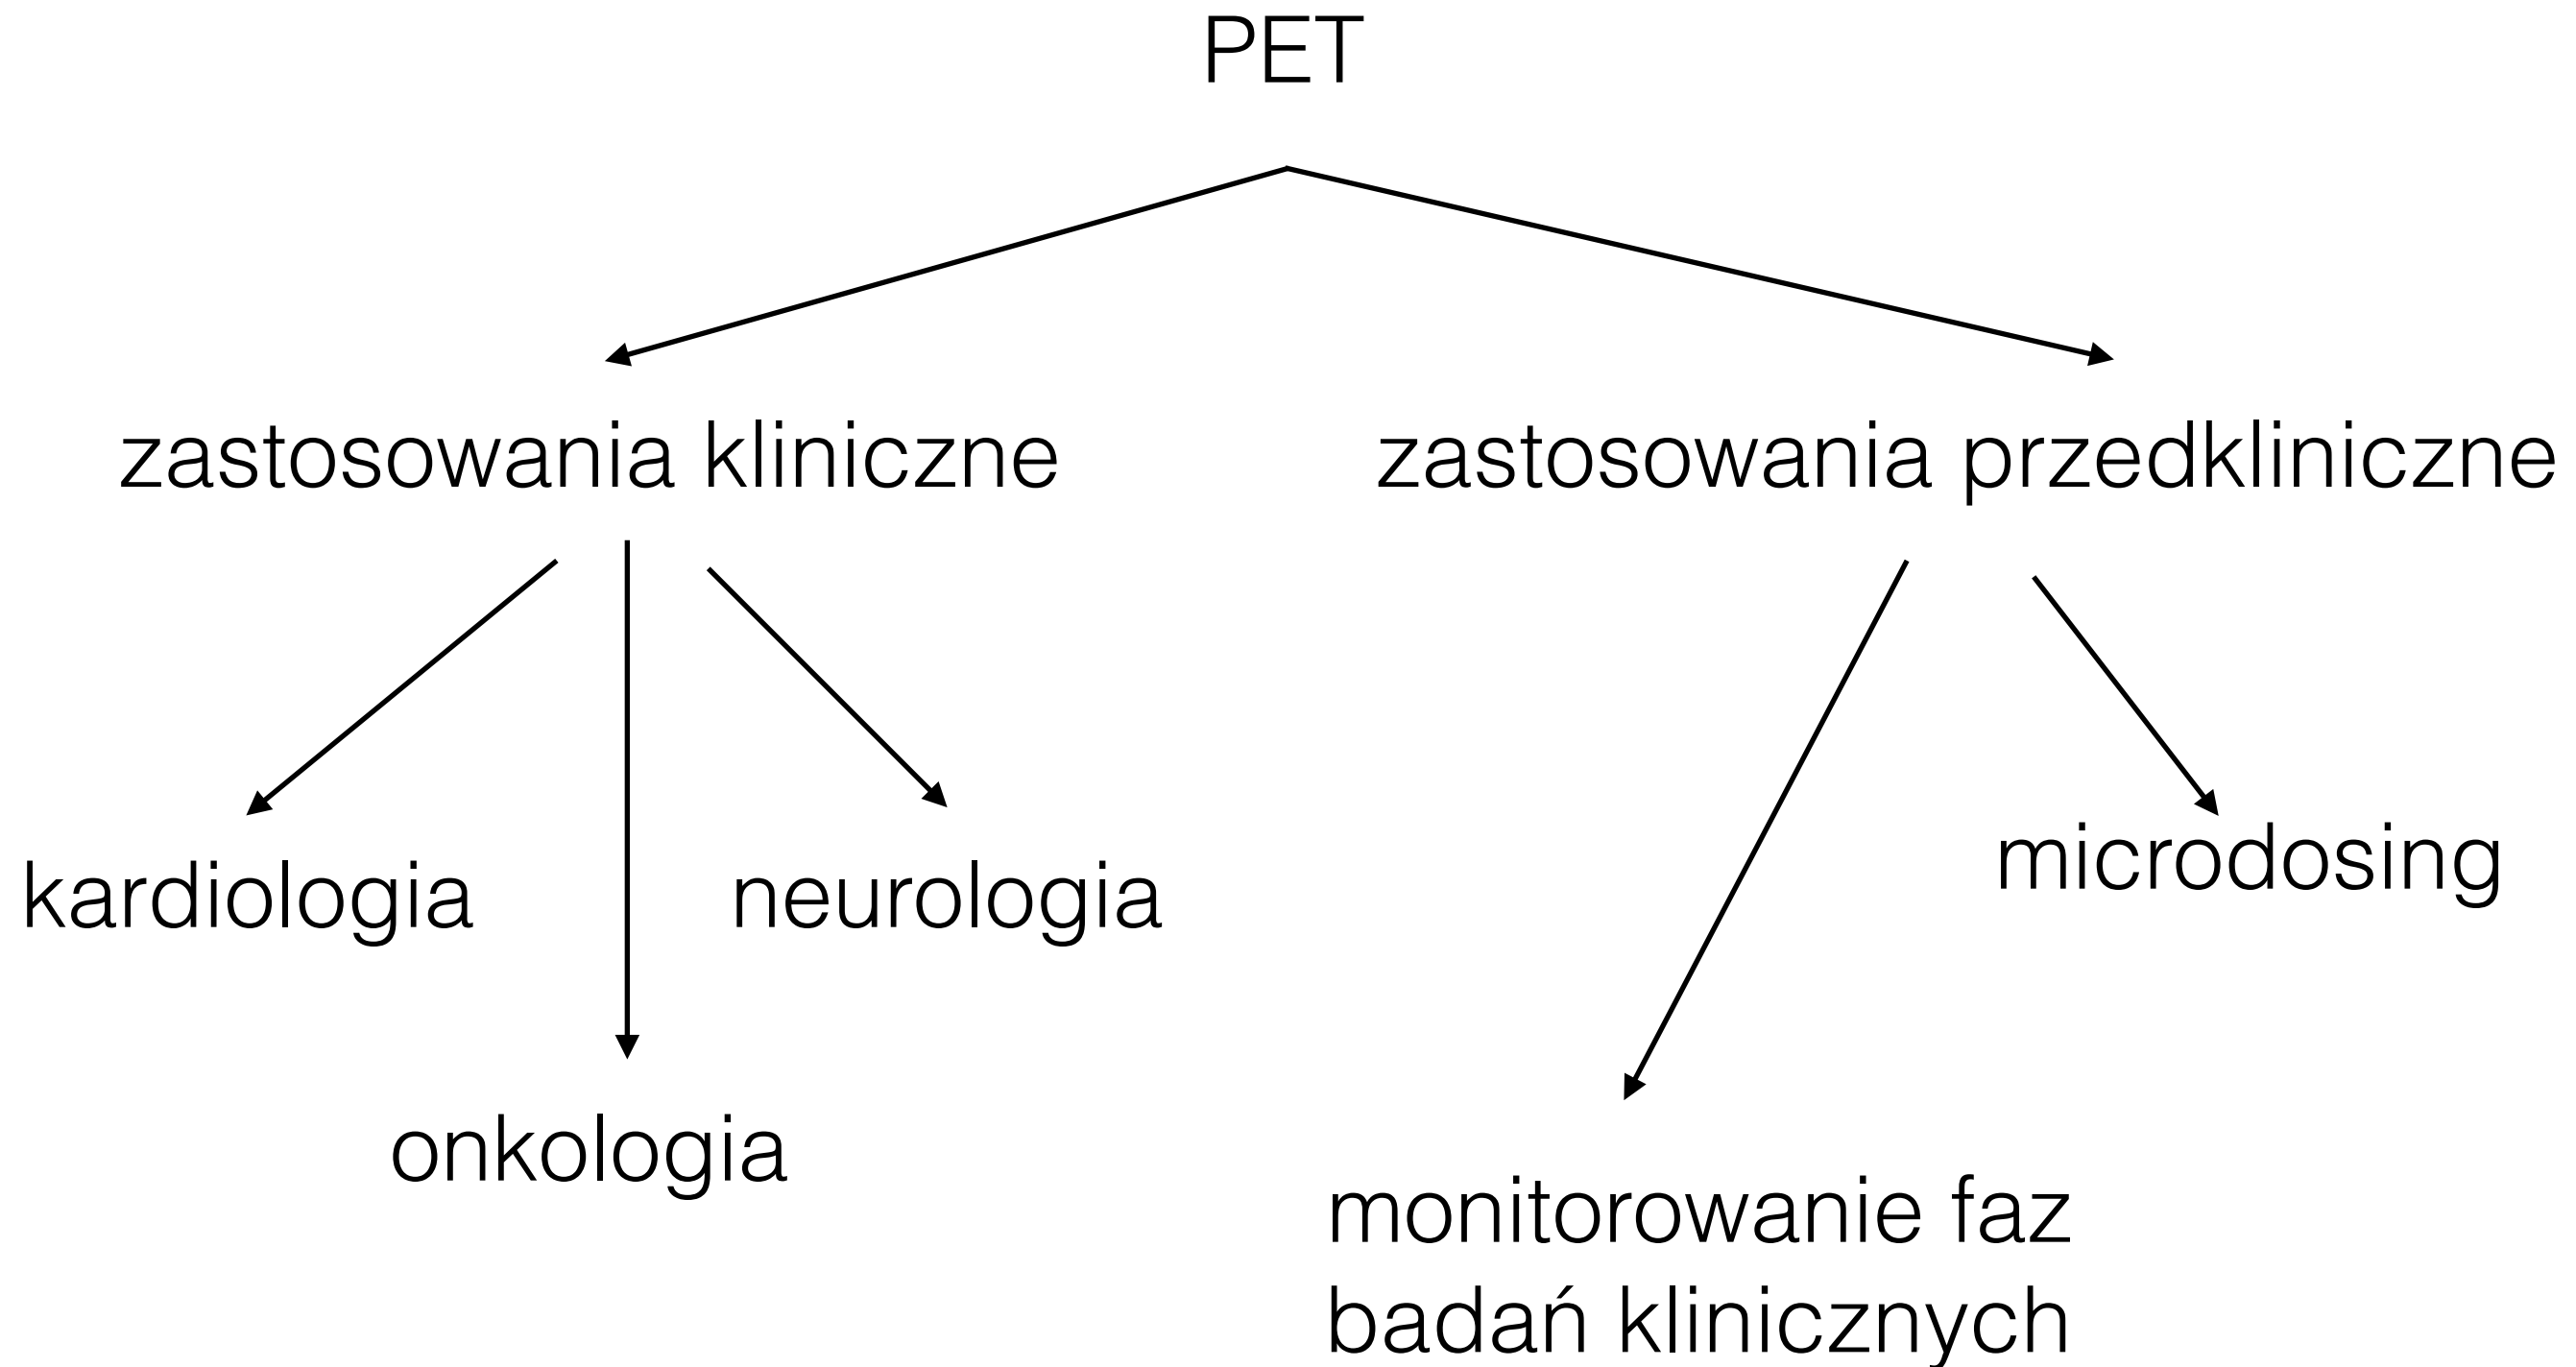 PET
zastosowania kliniczne
zastosowania przedkliniczne
kardiologia
neurologia
microdosing
onkologia
monitorowanie faz
badań klinicznych